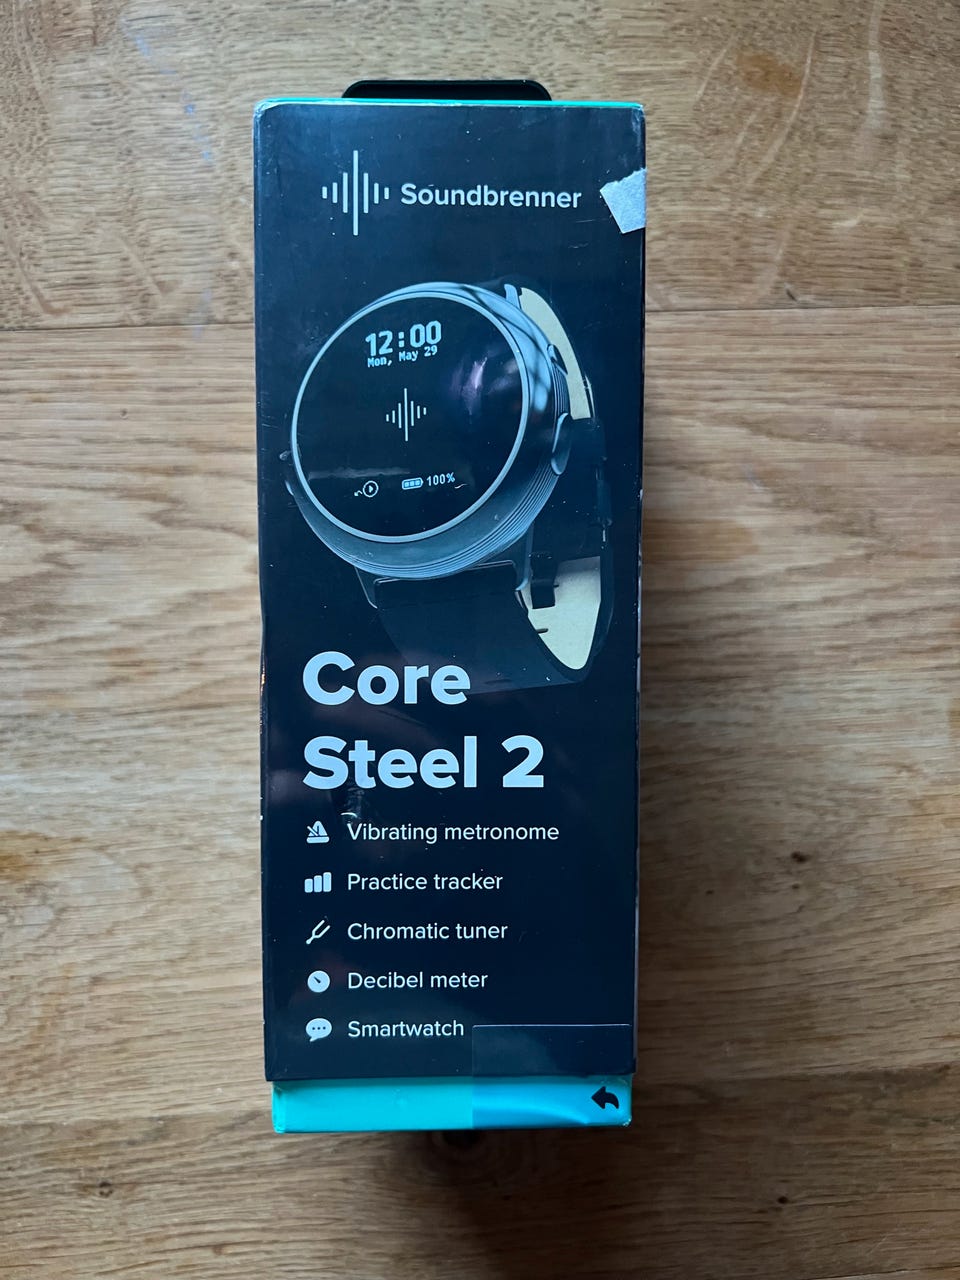 Soundbrenner
12:00
Mon, May 29
100%
Core
Steel 2
Vibrating metronome
Practice tracker
Chromatic tuner
Decibel meter
Smartwatch